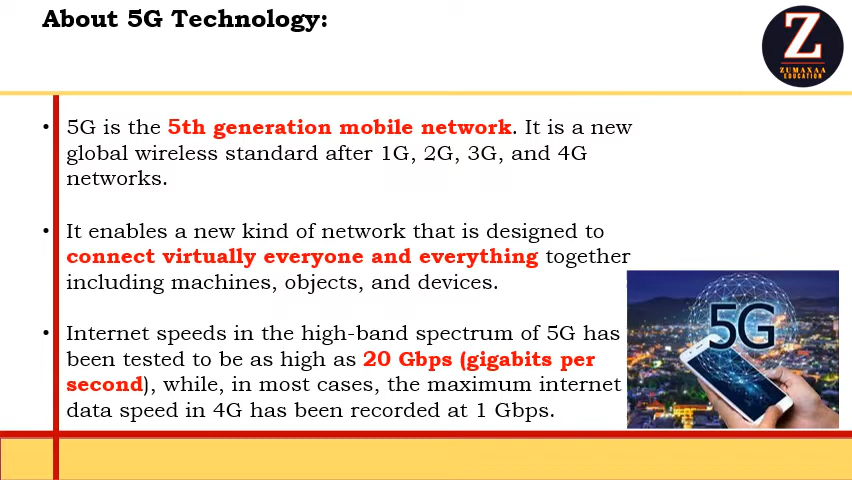 About 5G Technology:
Z
ZUMAXAA
EDUCATION
• 5G is the 5th generation mobile network. It is a new
global wireless standard after 1G, 2G, 3G, and 4G
networks.
• It enables a new kind of network that is designed to
connect virtually everyone and everything together
including machines, objects, and devices.
• Internet speeds in the high-band spectrum of 5G has
been tested to be as high as 20 Gbps (gigabits per
second), while, in most cases, the maximum internet
data speed in 4G has been recorded at 1 Gbps.
5G